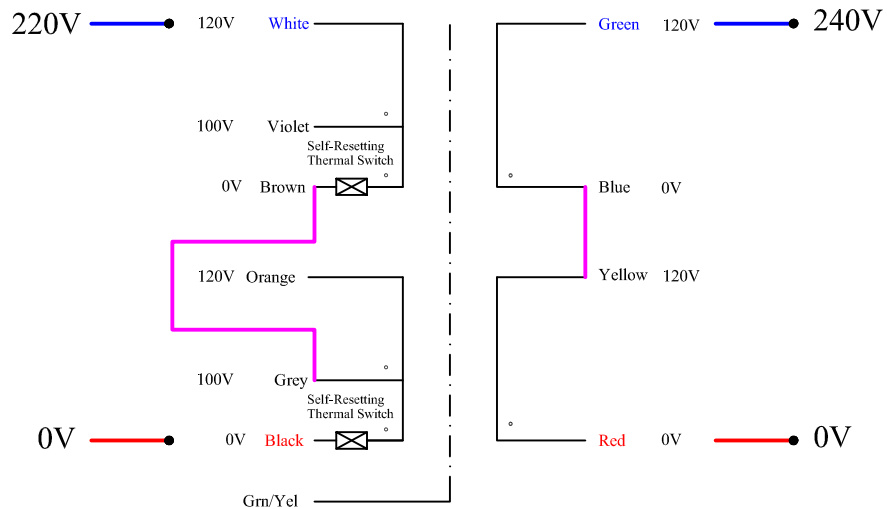 220V 120V White Green 120V 240V
100V Violet
Self-Resetting
Thermal Switch
0V Brown Blue 0V
120V Orange Yellow 120V
100V Grey
Self-Resetting
Thermal Switch
0V 0V Black Red 0V 0V
Grn/Yel